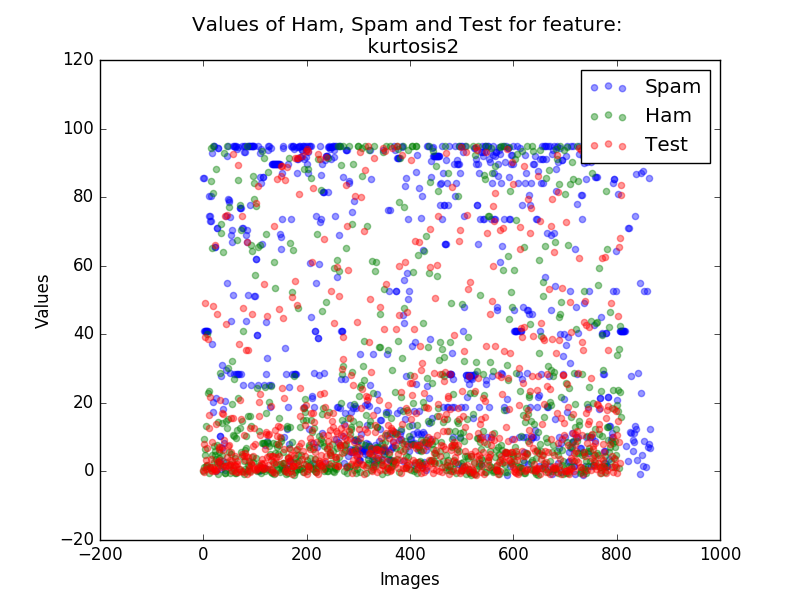 Values of Ham, Spam and Test for feature:
kurtosis2
120
100
80
60
40
20
0
−20
−200
0
200
400
600
800
1000
Values
Images
Spam
Ham
Test